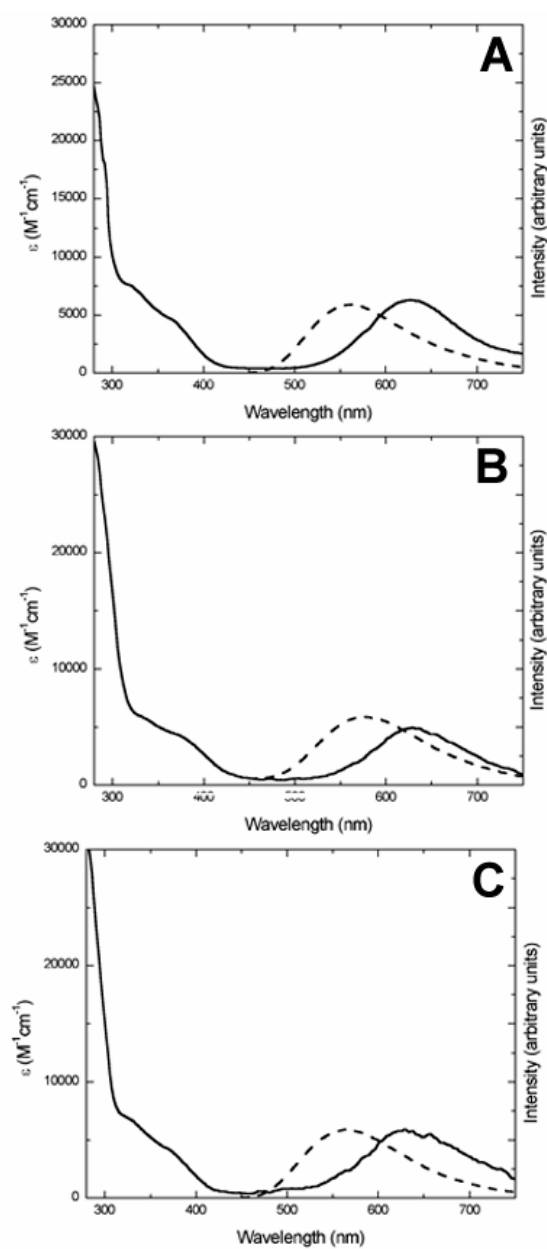 A
30000
25000
20000
15000
10000
5000
0
300 400 500 600 700
ε (M⁻¹cm⁻¹)
Intensity (arbitrary units)
Wavelength (nm)
B
30000
20000
10000
0
300 600 700
ε (M⁻¹cm⁻¹)
Intensity (arbitrary units)
Wavelength (nm)
C
30000
20000
10000
0
300 400 500 600 700
ε (M⁻¹cm⁻¹)
Intensity (arbitrary units)
Wavelength (nm)